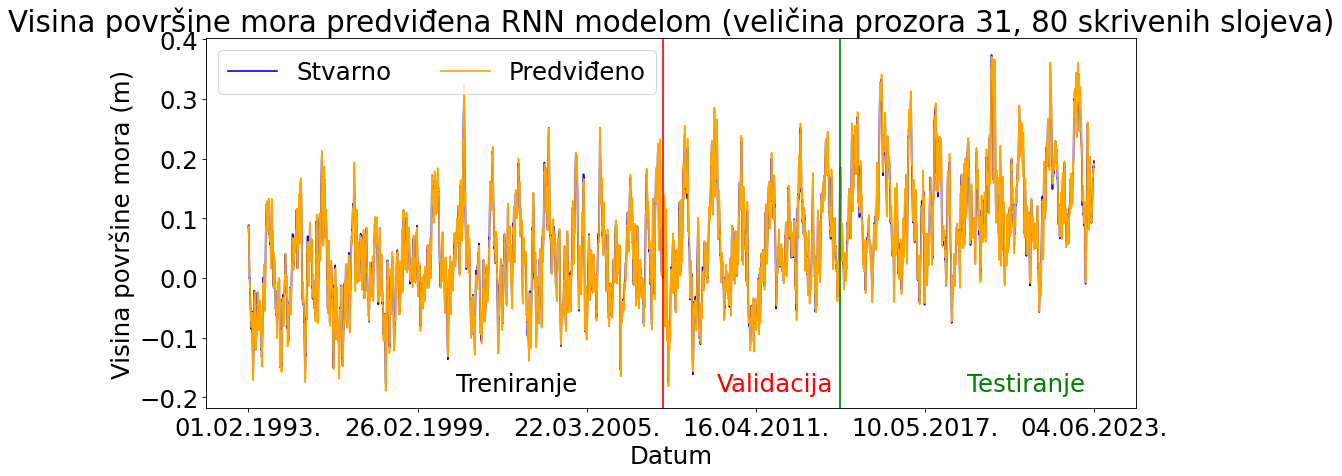 Visina površine mora predviđena RNN modelom (veličina prozora 31, 80 skrivenih slojeva)
Stvarno Predviđeno
Visina površine mora (m)
0.4
0.3
0.2
0.1
0.0
−0.1
−0.2
Treniranje Validacija Testiranje
01.02.1993. 26.02.1999. 22.03.2005. 16.04.2011. 10.05.2017. 04.06.2023.
Datum